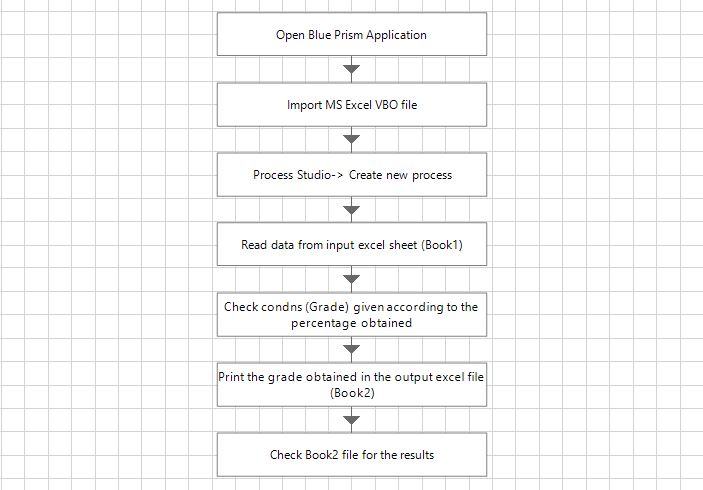 Open Blue Prism Application
Import MS Excel VBO file
Process Studio-> Create new process
Read data from input excel sheet (Book1)
Check condns (Grade) given according to the
percentage obtained
Print the grade obtained in the output excel file
(Book2)
Check Book2 file for the results